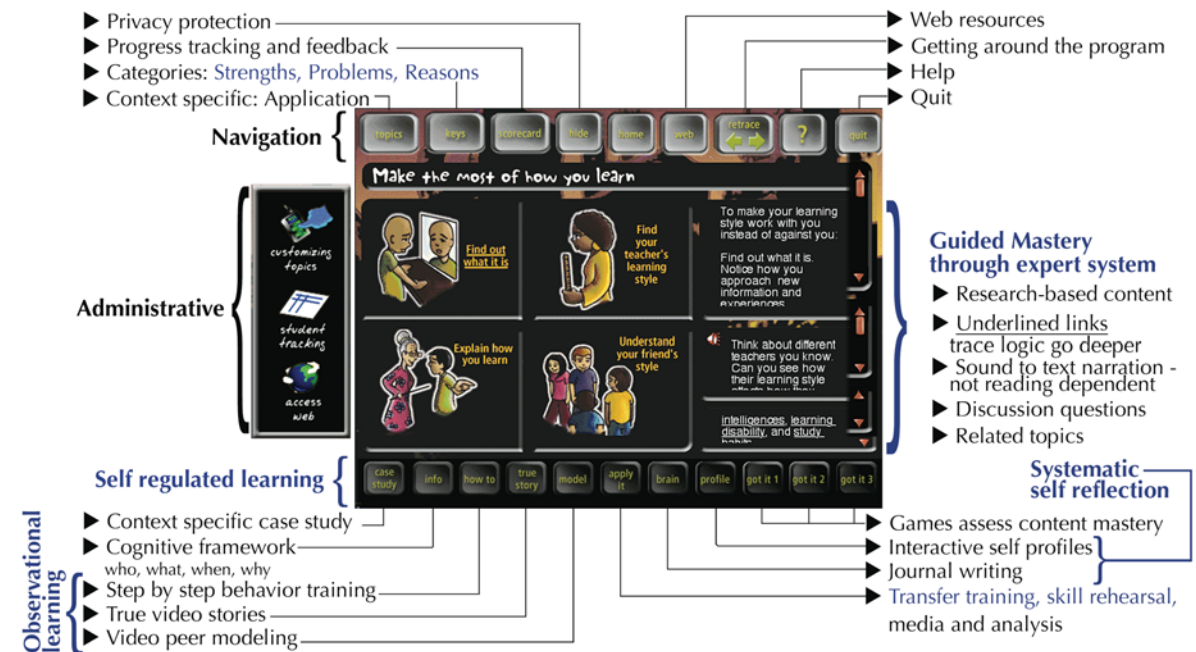 ▶ Privacy protection
▶ Progress tracking and feedback
▶ Categories: Strengths, Problems, Reasons
▶ Context specific: Application
▶ Web resources
▶ Getting around the program
▶ Help
▶ Quit
Navigation
topics
keys
scorecard
hide
home
web
retrace
?
quit
Make the most of how you learn
Administrative
customizing
topics
student
tracking
access
web
Find out
what it is
Find
your
teacher's
learning
style
Explain how
you learn
Understand
your friend's
style
To make your learning
style work with you
instead of against you:
Find out what it is.
Notice how you
approach new
information and
experiences
Think about different
teachers you know.
Can you see how
their learning style
intelligences, learning
disability, and study
Guided Mastery
through expert system
▶ Research-based content
▶ Underlined links
trace logic go deeper
▶ Sound to text narration -
not reading dependent
▶ Discussion questions
▶ Related topics
Self regulated learning
case
study
info
how to
true
story
model
apply
it
brain
profile
got it 1
got it 2
got it 3
Systematic
self reflection
Observational
learning
▶ Context specific case study
▶ Cognitive framework
who, what, when, why
▶ Step by step behavior training
▶ True video stories
▶ Video peer modeling
▶ Games assess content mastery
▶ Interactive self profiles
▶ Journal writing
▶ Transfer training, skill rehearsal,
media and analysis